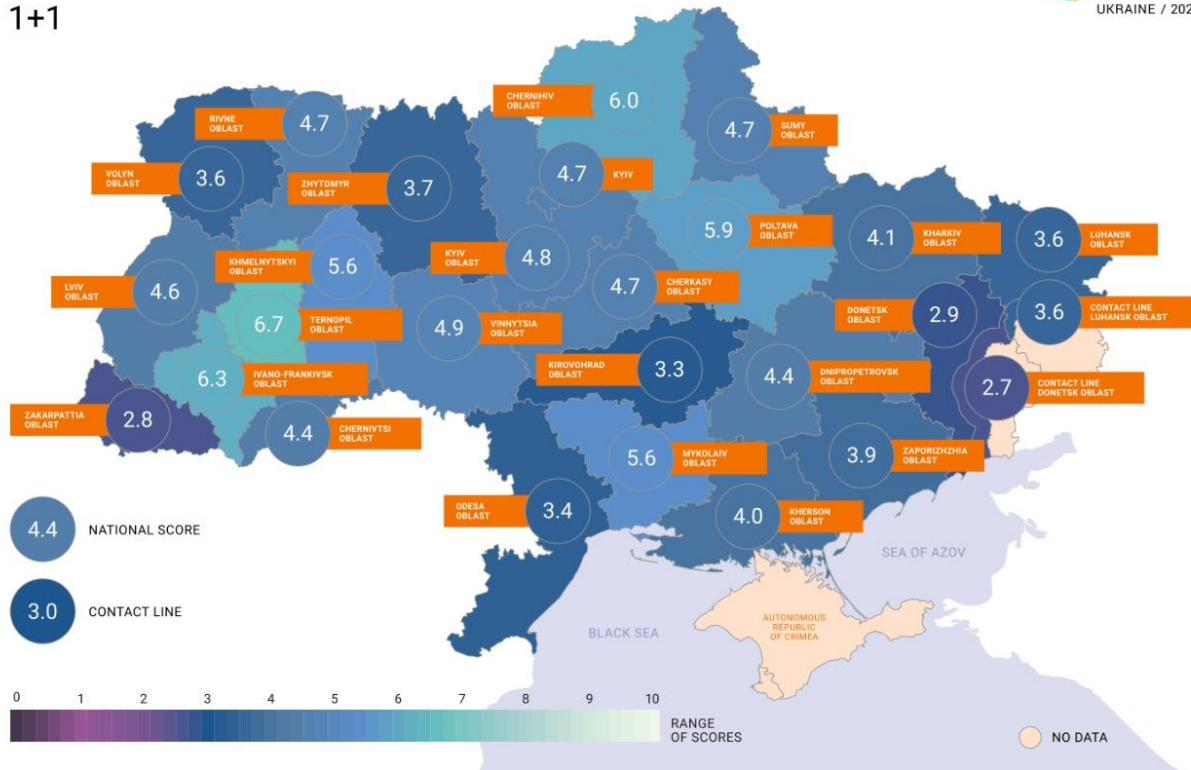 1+1
UKRAINE / 202
CHERNIHIV
OBLAST
6.0
RIVNE
OBLAST
4.7
4.7
SUMY
OBLAST
VOLYN
OBLAST
3.6
ZHYTOMYR
OBLAST
3.7
4.7
KYIV
5.9
POLTAVA
OBLAST
4.1
KHARKIV
OBLAST
3.6
LUHANSK
OBLAST
KHMELNYTSKYI
OBLAST
5.6
KYIV
OBLAST
4.8
4.7
CHERKASY
OBLAST
LVIV
OBLAST
4.6
DONETSK
OBLAST
2.9
3.6
CONTACT LINE
LUHANSK OBLAST
6.7
TERNOPIL
OBLAST
4.9
VINNYTSIA
OBLAST
KIROVOHRAD
OBLAST
3.3
4.4
DNIPROPETROVSK
OBLAST
2.7
CONTACT LINE
DONETSK OBLAST
6.3
IVANO-FRANKIVSK
OBLAST
ZAKARPATTIA
OBLAST
2.8
4.4
CHERNIVTSI
OBLAST
5.6
MYKOLAIV
OBLAST
3.9
ZAPORIZHZHIA
OBLAST
ODESA
OBLAST
3.4
4.0
KHERSON
OBLAST
4.4
NATIONAL SCORE
SEA OF AZOV
3.0
CONTACT LINE
BLACK SEA
AUTONOMOUS
REPUBLIC
OF CRIMEA
0 1 2 3 4 5 6 7 8 9 10
RANGE
OF SCORES
NO DATA